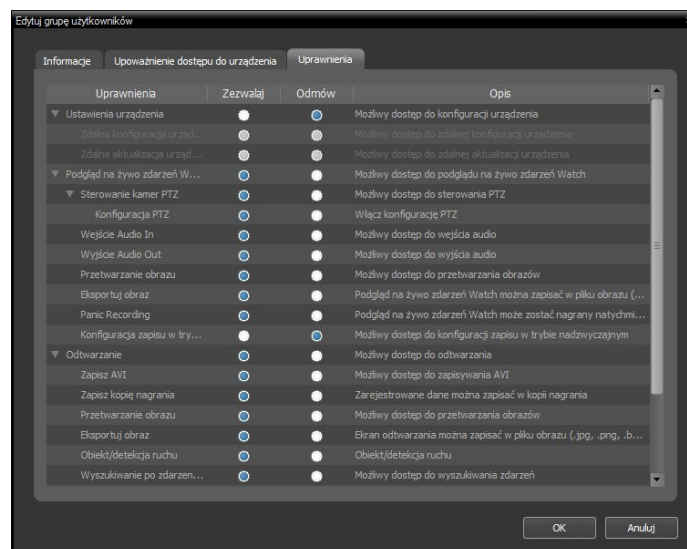 Edytuj grupę użytkowników
Informacje Upoważnienie dostępu do urządzenia Uprawnienia
Uprawnienia Zezwalaj Odmów Opis
Ustawienia urządzenia Możliwy dostęp do konfiguracji urządzenia
Zdalna konfiguracja urząd... Możliwy dostęp do zdalnej konfiguracji urządzenia
Zdalna aktualizacja urząd... Możliwy dostęp do zdalnej aktualizacji urządzenia
Podgląd na żywo zdarzeń W... Możliwy dostęp do podglądu na żywo zdarzeń Watch
Sterowanie kamer PTZ Możliwy dostęp do sterowania PTZ
Konfiguracja PTZ Włącz konfigurację PTZ
Wejście Audio In Możliwy dostęp do wejścia audio
Wyjście Audio Out Możliwy dostęp do wyjścia audio
Przetwarzanie obrazu Możliwy dostęp do przetwarzania obrazów
Eksportuj obraz Podgląd na żywo zdarzeń Watch można zapisać w pliku obrazu (...
Panic Recording Podgląd na żywo zdarzeń Watch może zostać nagrany natychmi...
Konfiguracja zapisu w try... Możliwy dostęp do konfiguracji zapisu w trybie nadzwyczajnym
Odtwarzanie Możliwy dostęp do odtwarzania
Zapisz AVI Możliwy dostęp do zapisywania AVI
Zapisz kopię nagrania Zarejestrowane dane można zapisać w kopii nagrania
Przetwarzanie obrazu Możliwy dostęp do przetwarzania obrazów
Eksportuj obraz Ekran odtwarzania można zapisać w pliku obrazu (.jpg, .png, .b...
Obiekt/detekcja ruchu Obiekt/detekcja ruchu
Wyszukiwanie po zdarzen... Możliwy dostęp do wyszukiwania zdarzeń
OK Anuluj